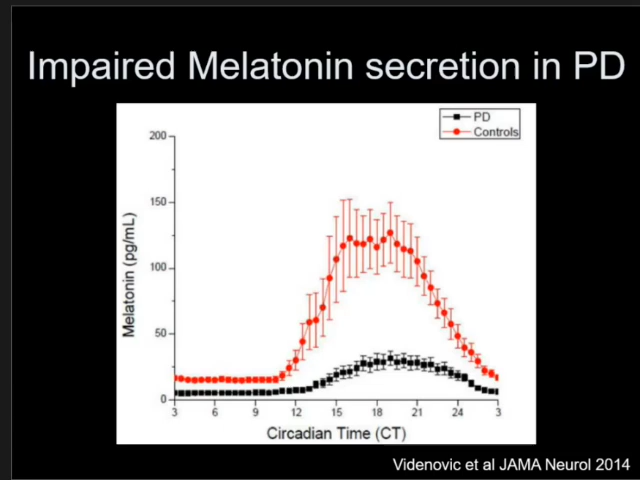 Impaired Melatonin secretion in PD
PD
Controls
200
150
100
50
0
Melatonin (pg/mL)
3 6 9 12 15 18 21 24 3
Circadian Time (CT)
Videnovic et al JAMA Neurol 2014